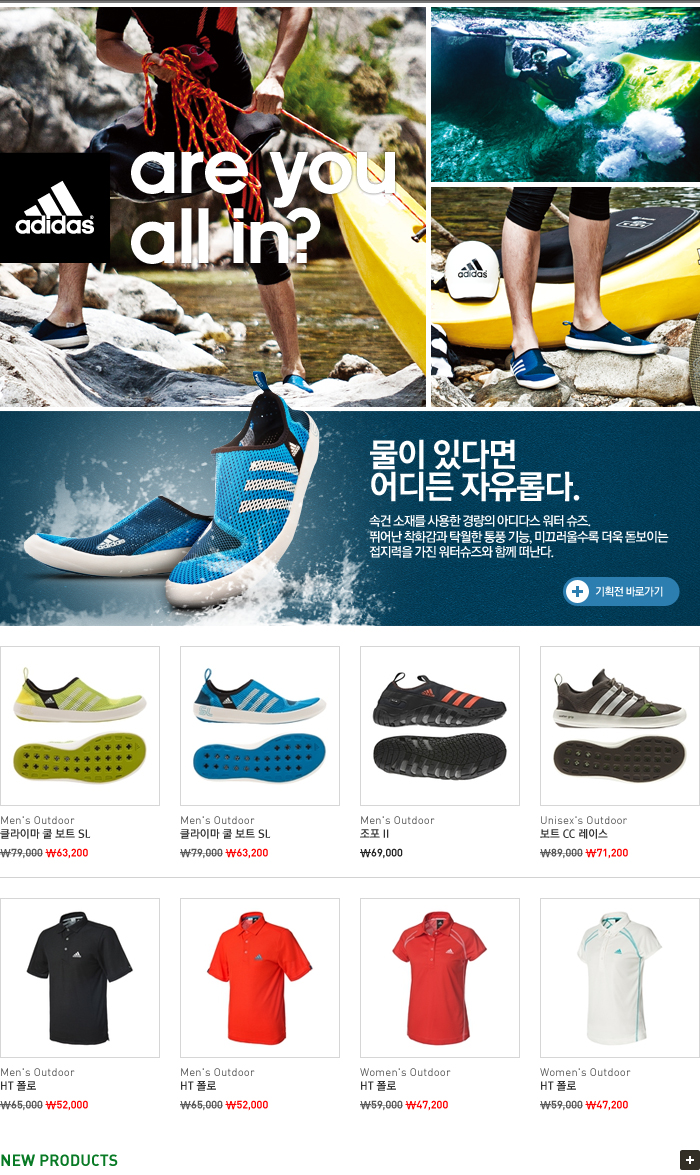 are you
all in?
adidas
adidas
물이 있다면
어디든 자유롭다.
속건 소재를 사용한 경량의 아디다스 워터 슈즈.
뛰어난 착화감과 탁월한 통풍 기능, 미끄러울수록 더욱 돋보이는
접지력을 가진 워터슈즈와 함께 떠난다.
adidas
기획전 바로가기
Men's Outdoor
클라이마 쿨 보트 SL
₩79,000 ₩63,200
Men's Outdoor
클라이마 쿨 보트 SL
₩79,000 ₩63,200
Men's Outdoor
조포 II
₩69,000
Unisex's Outdoor
보트 CC 레이스
₩89,000 ₩71,200
Men's Outdoor
HT 폴로
₩65,000 ₩52,000
Men's Outdoor
HT 폴로
₩65,000 ₩52,000
Women's Outdoor
HT 폴로
₩59,000 ₩47,200
Women's Outdoor
HT 폴로
₩59,000 ₩47,200
NEW PRODUCTS